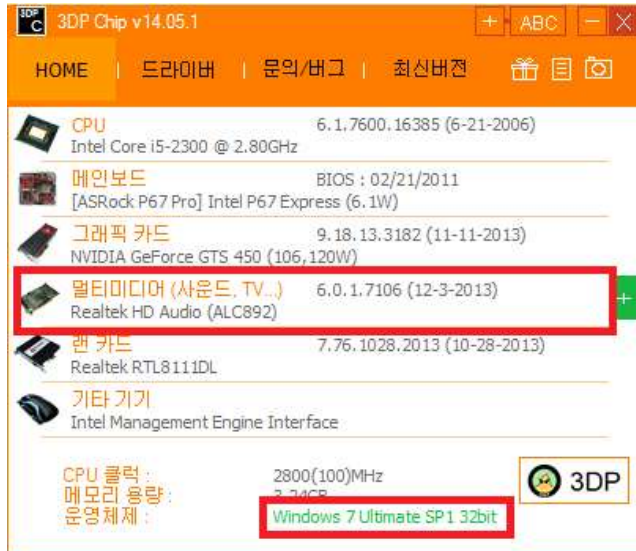 3DP Chip v14.05.1
+ ABC
HOME | 드라이버 | 문의/버그 | 최신버전
CPU 6.1.7600.16385 (6-21-2006)
Intel Core i5-2300 @ 2.80GHz
메인보드 BIOS : 02/21/2011
[ASRock P67 Pro] Intel P67 Express (6.1W)
그래픽 카드 9.18.13.3182 (11-11-2013)
NVIDIA GeForce GTS 450 (106,120W)
멀티미디어 (사운드, TV...) 6.0.1.7106 (12-3-2013)
Realtek HD Audio (ALC892)
랜 카드 7.76.1028.2013 (10-28-2013)
Realtek RTL8111DL
기타 기기
Intel Management Engine Interface
CPU 클럭 : 2800(100)MHz
메모리 용량 : 3.24GB
운영체제 : Windows 7 Ultimate SP1 32bit
3DP